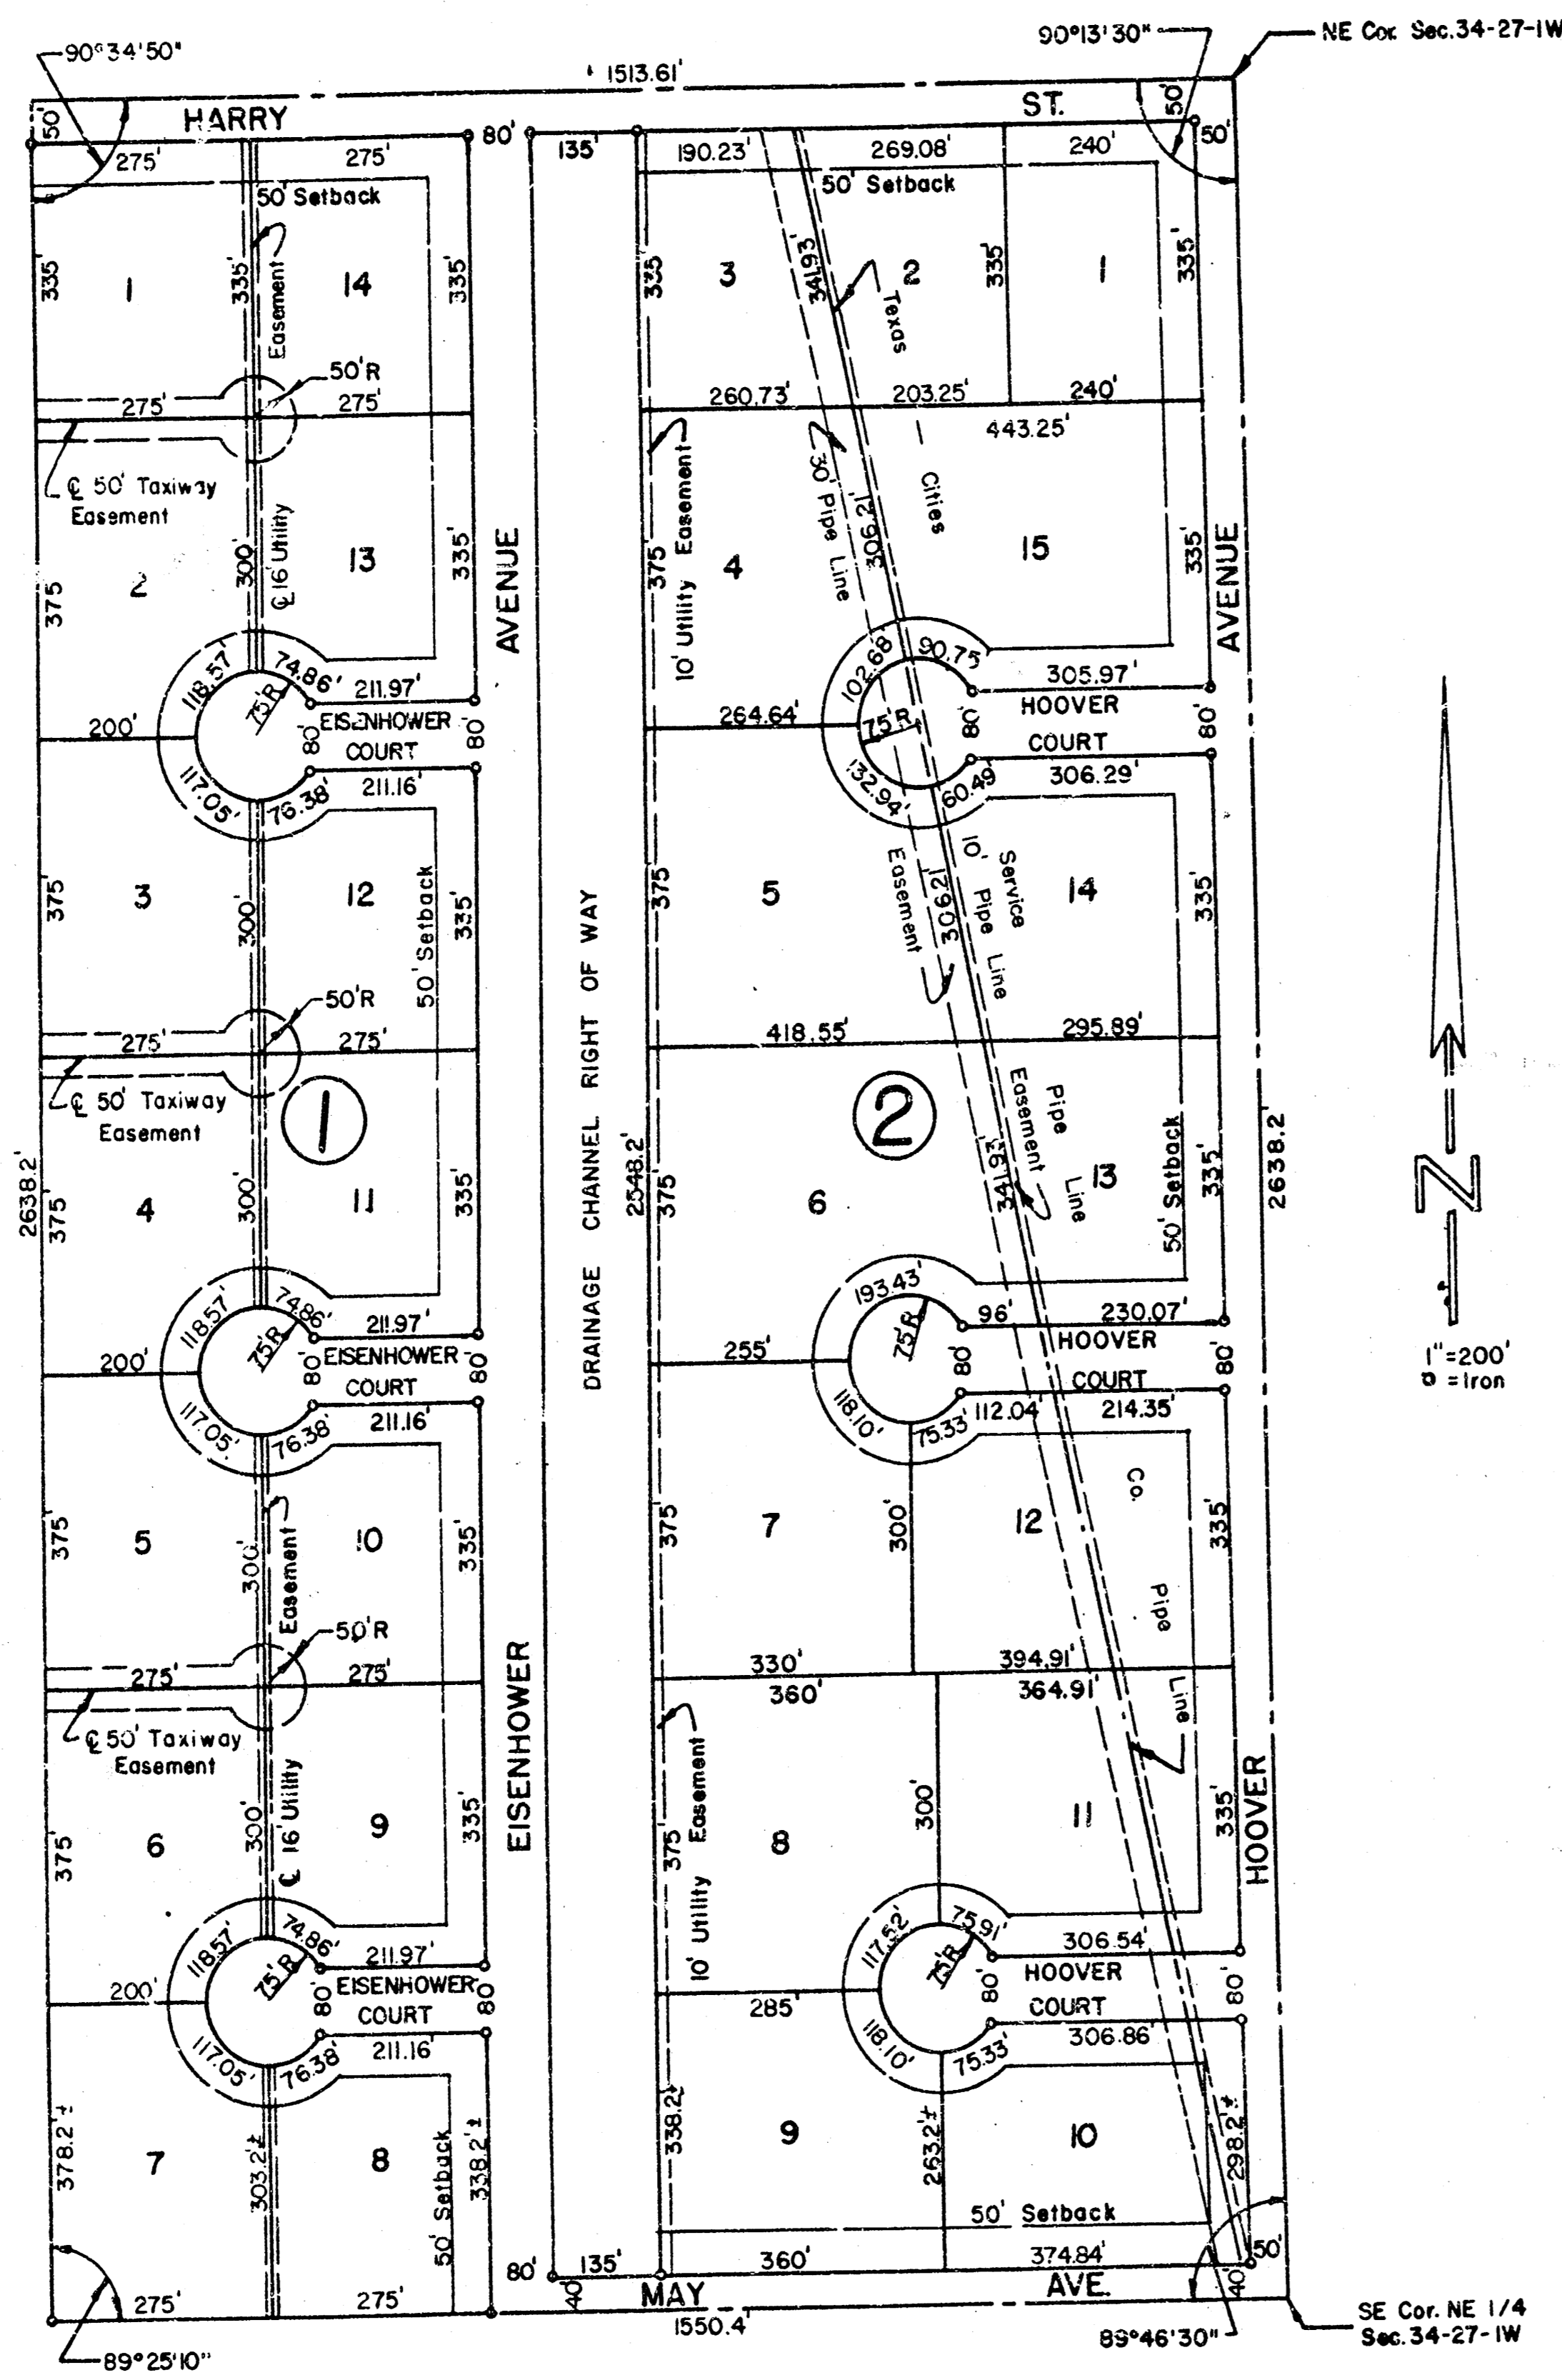 90°34'50"
90°13'30"
NE Cor. Sec.34-27-1W
1513.61'
50'
HARRY
ST.
50'
275'
275'
80'
135'
190.23'
269.08'
240'
50'
50' Setback
50' Setback
335'
1
335'
Easement
14
335'
335'
3
341.93'
2
335'
1
335'
Texas
50'R
275'
275'
260.73'
203.25'
240'
443.25'
℄ 50' Taxiway
Easement
375
2
300'
℄ 16' Utility
13
335'
AVENUE
375'
10' Utility Easement
4
30' Pipe Line
306.21'
Cities
15
335'
AVENUE
118.57'
74.86'
75'R
211.97'
80'
EISENHOWER
COURT
80'
200'
117.05'
76.38'
211.16'
102.68'
90.75'
305.97'
264.64'
75'R
80'
HOOVER
COURT
80'
132.94'
60.49'
306.29'
375'
3
300'
12
50' Setback
335'
DRAINAGE CHANNEL RIGHT OF WAY
375'
5
Easement
306.21'
10' Pipe Line
Service
14
335'
50'R
275'
275'
418.55'
295.89'
℄ 50' Taxiway
Easement
1
2
Easement
Pipe
Line
2638.2'
375'
4
300'
11
335'
2548.2'
375'
6
341.93'
13
50' Setback
335'
2638.2'
N
1"=200'
o =Iron
118.57'
74.86'
75'R
211.97'
200'
80'
EISENHOWER
COURT
80'
117.05'
76.38'
211.16'
193.43'
75'R
96'
230.07'
255'
80'
HOOVER
COURT
80'
118.10'
75.33'
112.04'
214.35'
Co.
375'
5
300'
Easement
10
335'
375'
7
300'
12
Pipe
335'
50'R
275'
275'
330'
394.91'
360'
364.91'
Line
℄ 50' Taxiway
Easement
375'
6
300'
℄ 16' Utility
9
335'
EISENHOWER
375'
10' Utility Easement
8
300'
11
335'
HOOVER
118.57'
74.86'
75'R
211.97'
200'
80'
EISENHOWER
COURT
80'
117.05'
76.38'
211.16'
117.52'
75.91'
75'R
306.54'
285'
80'
HOOVER
COURT
80'
118.10'
75.33'
306.86'
378.2'±
7
303.2'±
8
50' Setback
338.2'±
338.2'±
9
263.2'±
10
298.2'±
50' Setback
275'
275'
80'
135'
40'
360'
374.84'
50'
40'
MAY
AVE.
1550.4'
89°25'10"
89°46'30"
SE Cor. NE 1/4
Sec.34-27-1W